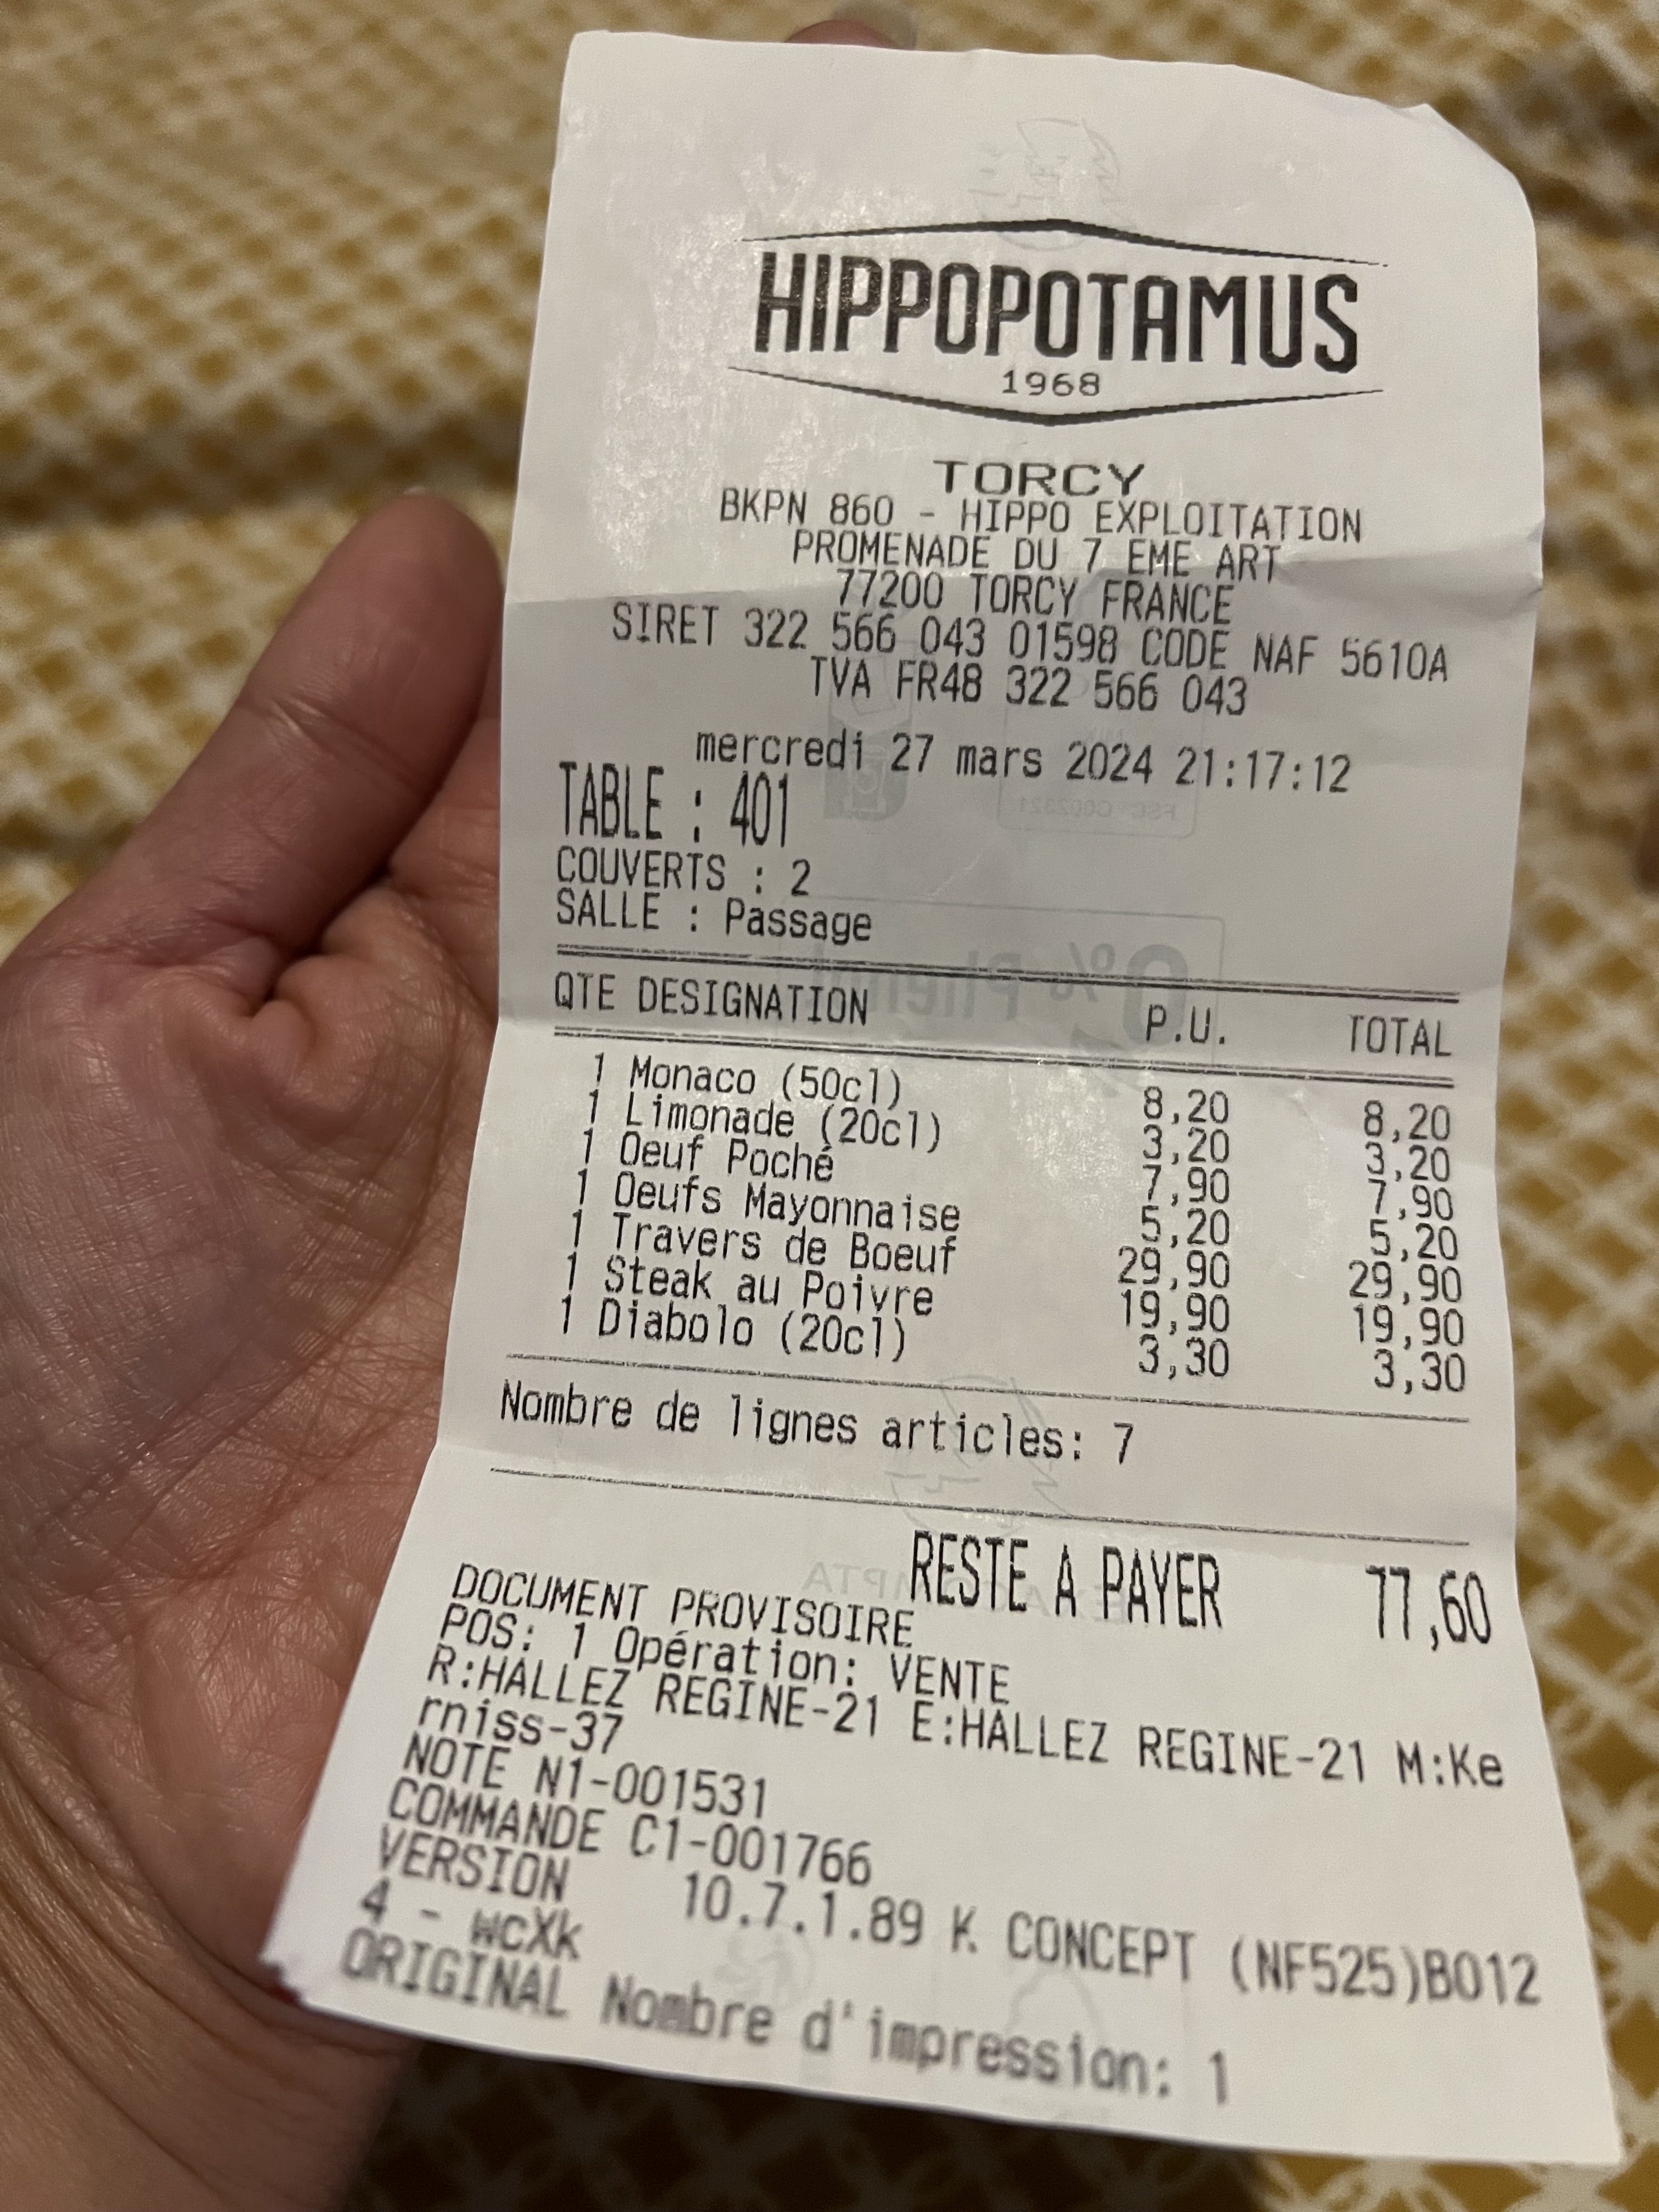 HIPPOPOTAMUS
1968
TORCY
BKPN 860 - HIPPO EXPLOITATION
PROMENADE DU 7 EME ART
77200 TORCY FRANCE
SIRET 322 566 043 01598 CODE NAF 5610A
TVA FR48 322 566 043
mercredi 27 mars 2024 21:17:12
TABLE : 401
COUVERTS : 2
SALLE : Passage
QTE DESIGNATION P.U. TOTAL
1 Monaco (50cl) 8,20 8,20
1 Limonade (20cl) 3,20 3,20
1 Oeuf Poché 7,90 7,90
1 Oeufs Mayonnaise 5,20 5,20
1 Travers de Boeuf 29,90 29,90
1 Steak au Poivre 19,90 19,90
1 Diabolo (20cl) 3,30 3,30
Nombre de lignes articles: 7
RESTE A PAYER 77,60
DOCUMENT PROVISOIRE
POS: 1 Opération: VENTE
R:HALLEZ REGINE-21 E:HALLEZ REGINE-21 M:Ke
rniss-37
NOTE N1-001531
COMMANDE C1-001766
VERSION 10.7.1.89 K CONCEPT (NF525)B012
4 - wcXk
ORIGINAL Nombre d'impression: 1